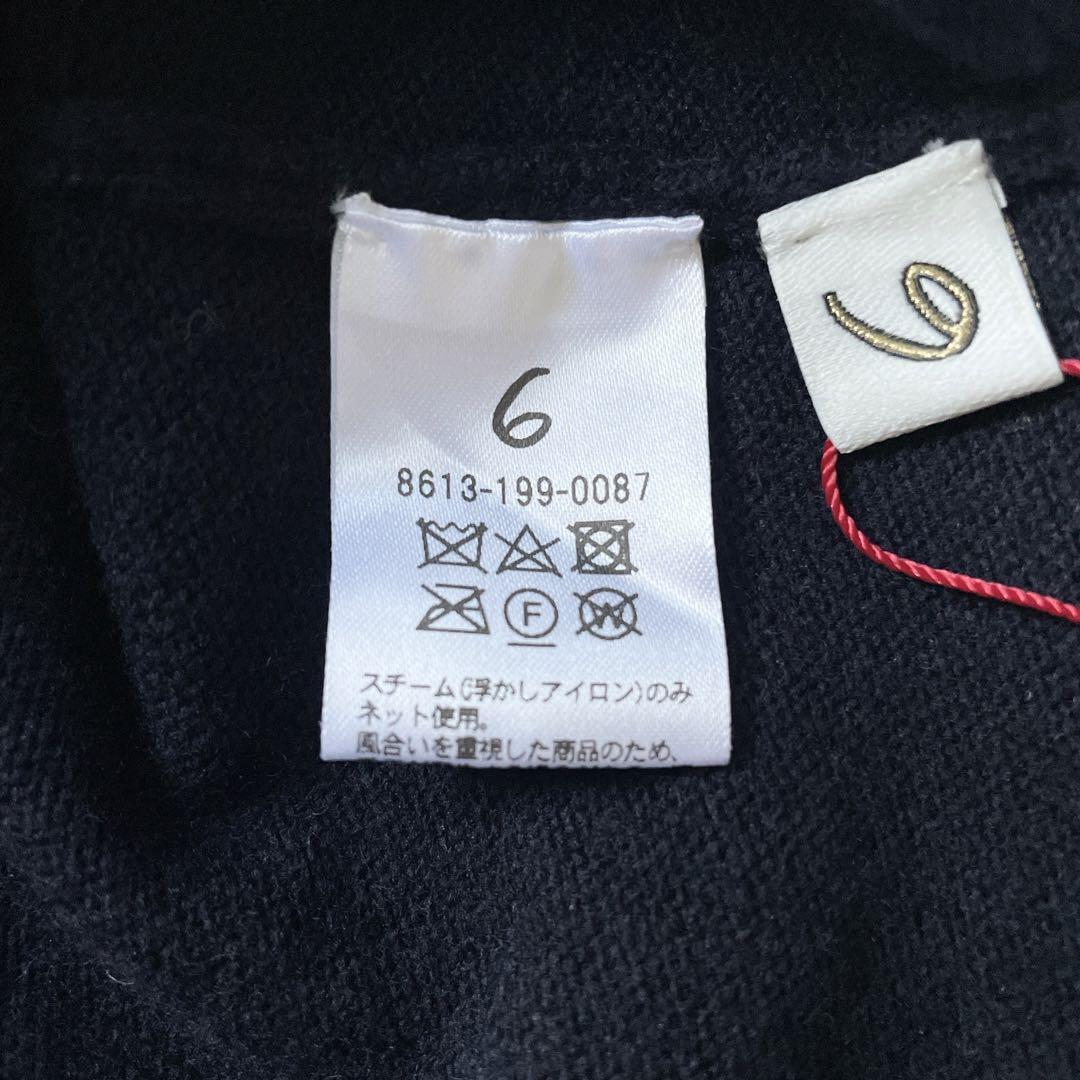 6
8613-199-0087
F
W
スチーム(浮かしアイロン)のみ
ネット使用。
風合いを重視した商品のため、
6